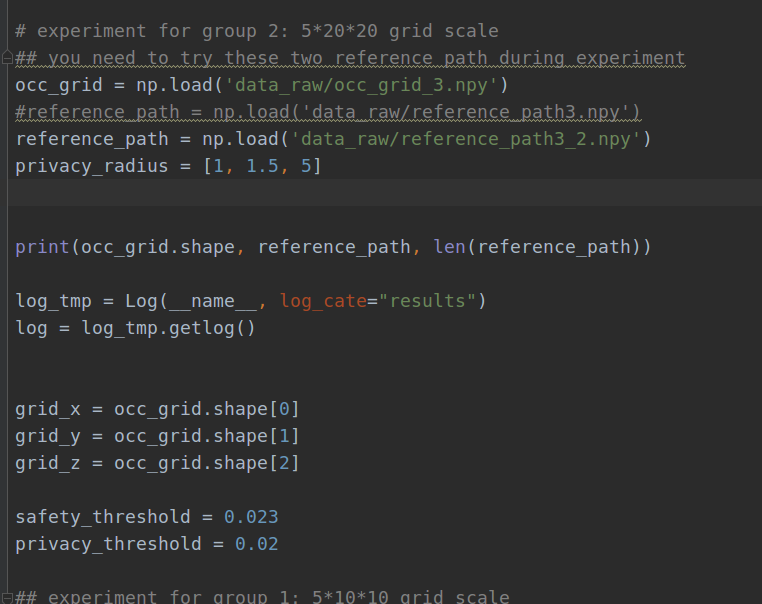 # experiment for group 2: 5*20*20 grid scale
## you need to try these two reference path during experiment
occ_grid = np.load('data_raw/occ_grid_3.npy')
#reference_path = np.load('data_raw/reference_path3.npy')
reference_path = np.load('data_raw/reference_path3_2.npy')
privacy_radius = [1, 1.5, 5]
print(occ_grid.shape, reference_path, len(reference_path))
log_tmp = Log(__name__, log_cate="results")
log = log_tmp.getlog()
grid_x = occ_grid.shape[0]
grid_y = occ_grid.shape[1]
grid_z = occ_grid.shape[2]
safety_threshold = 0.023
privacy_threshold = 0.02
## experiment for group 1: 5*10*10 grid scale